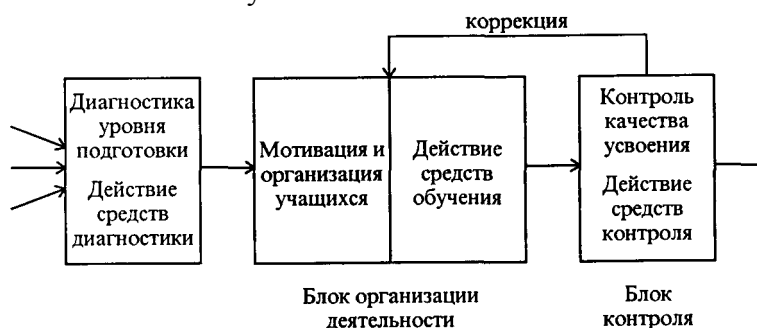 коррекция
Диагностика
уровня
подготовки
Действие
средств
диагностики
Мотивация и
организация
учащихся
Действие
средств
обучения
Контроль
качества
усвоения
Действие
средств
контроля
Блок организации
деятельности
Блок
контроля